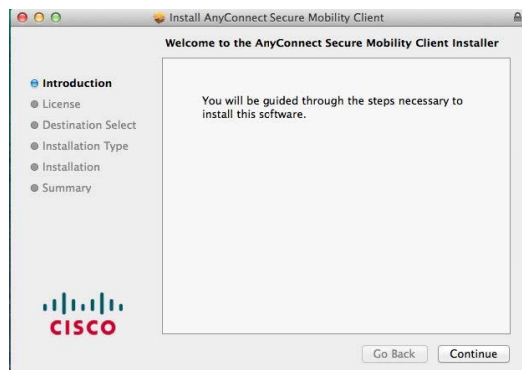 Install AnyConnect Secure Mobility Client
Welcome to the AnyConnect Secure Mobility Client Installer
Introduction
License
Destination Select
Installation Type
Installation
Summary
You will be guided through the steps necessary to
install this software.
CISCO
Go Back
Continue